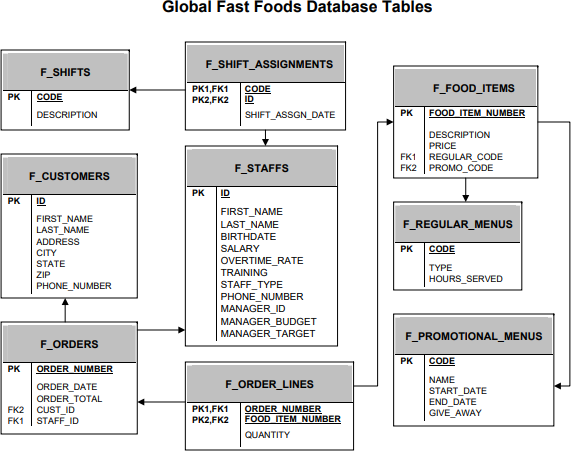 Global Fast Foods Database Tables
F_SHIFTS
PK CODE
DESCRIPTION
F_SHIFT_ASSIGNMENTS
PK1,FK1 CODE
PK2,FK2 ID
SHIFT_ASSGN_DATE
F_FOOD_ITEMS
PK FOOD_ITEM_NUMBER
DESCRIPTION
PRICE
FK1 REGULAR_CODE
FK2 PROMO_CODE
F_CUSTOMERS
PK ID
FIRST_NAME
LAST_NAME
ADDRESS
CITY
STATE
ZIP
PHONE_NUMBER
F_STAFFS
PK ID
FIRST_NAME
LAST_NAME
BIRTHDATE
SALARY
OVERTIME_RATE
TRAINING
STAFF_TYPE
PHONE_NUMBER
MANAGER_ID
MANAGER_BUDGET
MANAGER_TARGET
F_REGULAR_MENUS
PK CODE
TYPE
HOURS_SERVED
F_ORDERS
PK ORDER_NUMBER
ORDER_DATE
ORDER_TOTAL
FK2 CUST_ID
FK1 STAFF_ID
F_ORDER_LINES
PK1,FK1 ORDER_NUMBER
PK2,FK2 FOOD_ITEM_NUMBER
QUANTITY
F_PROMOTIONAL_MENUS
PK CODE
NAME
START_DATE
END_DATE
GIVE_AWAY